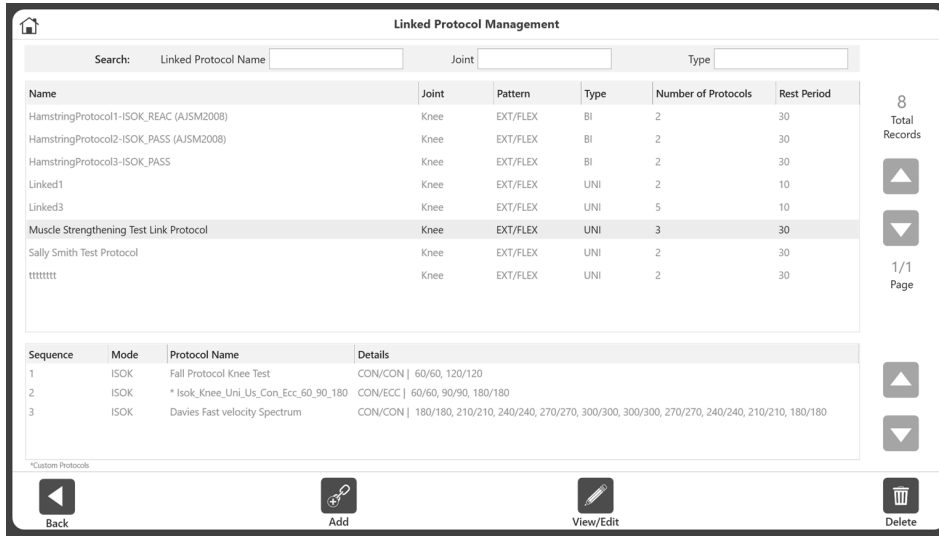 Linked Protocol Management
Search: Linked Protocol Name Joint Type
Name Joint Pattern Type Number of Protocols Rest Period
HamstringProtocol1-ISOK_REAC (AJSM2008) Knee EXT/FLEX BI 2 30
HamstringProtocol2-ISOK_PASS (AJSM2008) Knee EXT/FLEX BI 2 30
HamstringProtocol3-ISOK_PASS Knee EXT/FLEX BI 2 30
Linked1 Knee EXT/FLEX UNI 2 10
Linked3 Knee EXT/FLEX UNI 5 10
Muscle Strengthening Test Link Protocol Knee EXT/FLEX UNI 3 30
Sally Smith Test Protocol Knee EXT/FLEX UNI 2 30
tttttttt Knee EXT/FLEX UNI 2 30
8
Total
Records
1/1
Page
Sequence Mode Protocol Name Details
1 ISOK Fall Protocol Knee Test CON/CON | 60/60, 120/120
2 ISOK * Isok_Knee_Uni_Us_Con_Ecc_60_90_180 CON/ECC | 60/60, 90/90, 180/180
3 ISOK Davies Fast velocity Spectrum CON/CON | 180/180, 210/210, 240/240, 270/270, 300/300, 300/300, 270/270, 240/240, 210/210, 180/180
*Custom Protocols
Back Add View/Edit Delete